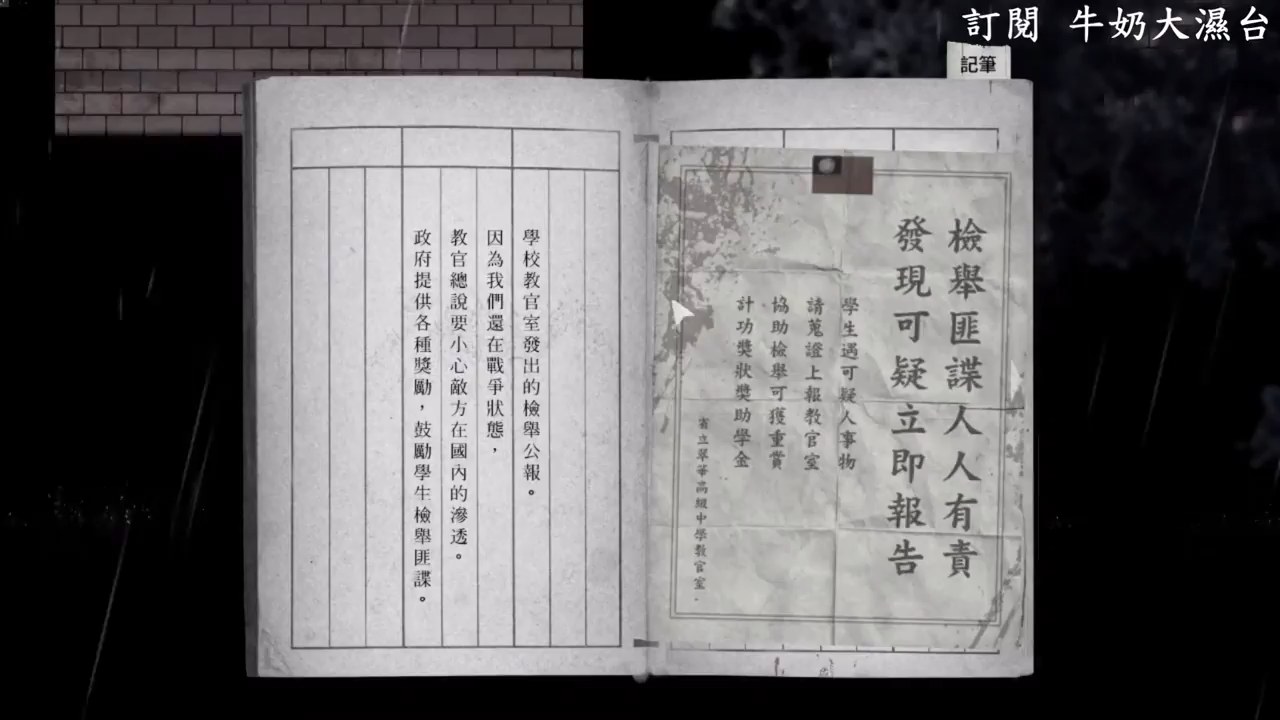 訂閱 牛奶大濕台
記筆
檢舉匪諜人人有責
發現可疑立即報告
學生遇可疑人事物
請蒐證上報教官室
協助檢舉可獲重賞
計功獎狀獎助學金
省立翠華高級中學教官室
學校教官室發出的檢舉公報。
因為我們還在戰爭狀態，
教官總說要小心敵方在國內的滲透。
政府提供各種獎勵，鼓勵學生檢舉匪諜。